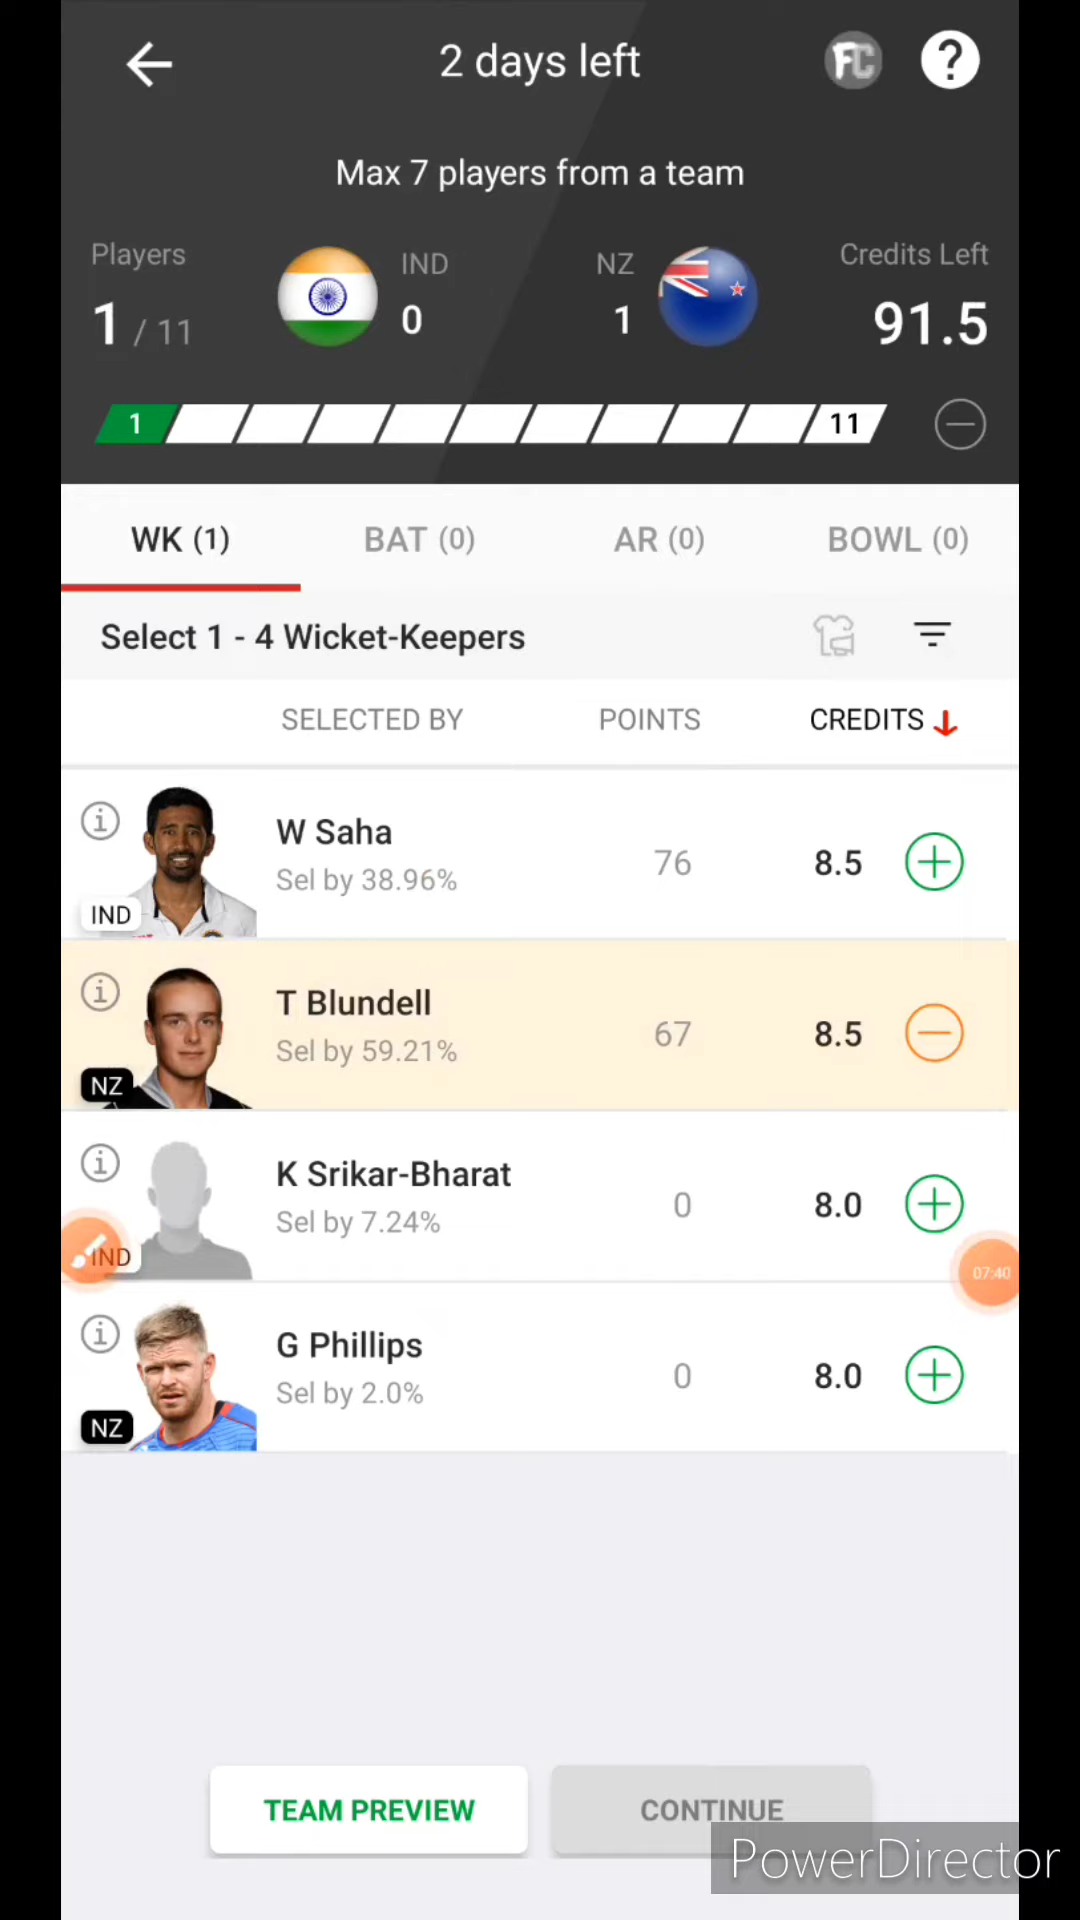 2 days left
FC
?
Max 7 players from a team
Players
IND
NZ
Credits Left
1 / 11
0
1
91.5
1
11
WK (1)
BAT (0)
AR (0)
BOWL (0)
Select 1 - 4 Wicket-Keepers
SELECTED BY
POINTS
CREDITS
W Saha
Sel by 38.96%
76
8.5
IND
T Blundell
Sel by 59.21%
67
8.5
NZ
K Srikar-Bharat
Sel by 7.24%
0
8.0
IND
07:40
G Phillips
Sel by 2.0%
0
8.0
NZ
TEAM PREVIEW
CONTINUE
PowerDirector